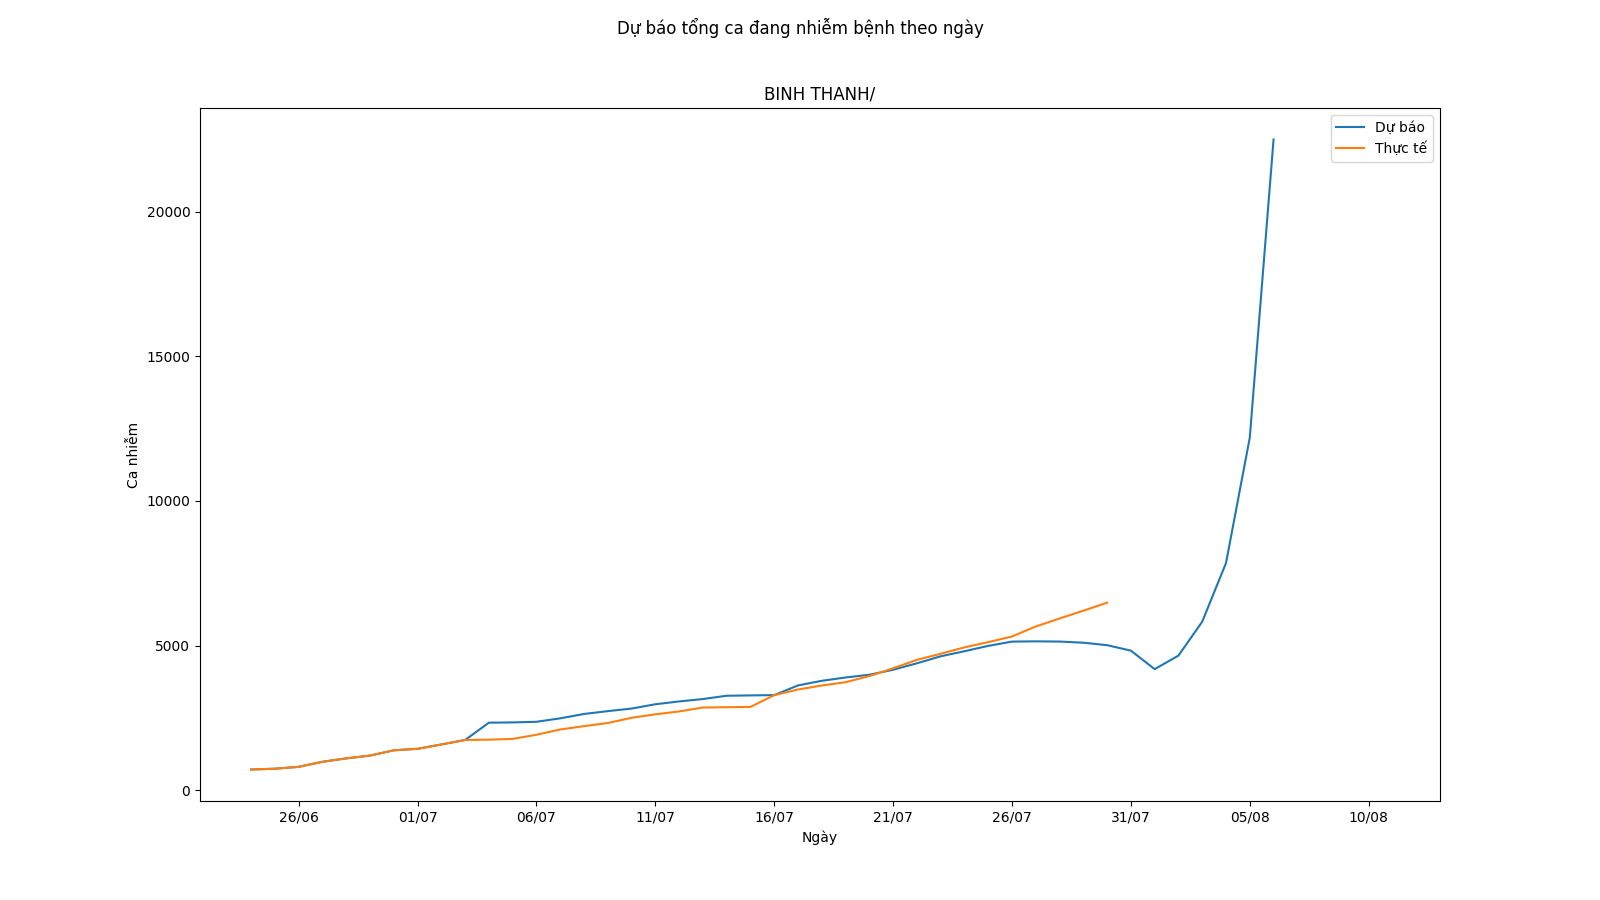 Dự báo tổng ca đang nhiễm bệnh theo ngày
BINH THANH/
Dự báo
Thực tế
20000
15000
10000
5000
0
Ca nhiễm
26/06 01/07 06/07 11/07 16/07 21/07 26/07 31/07 05/08 10/08
Ngày